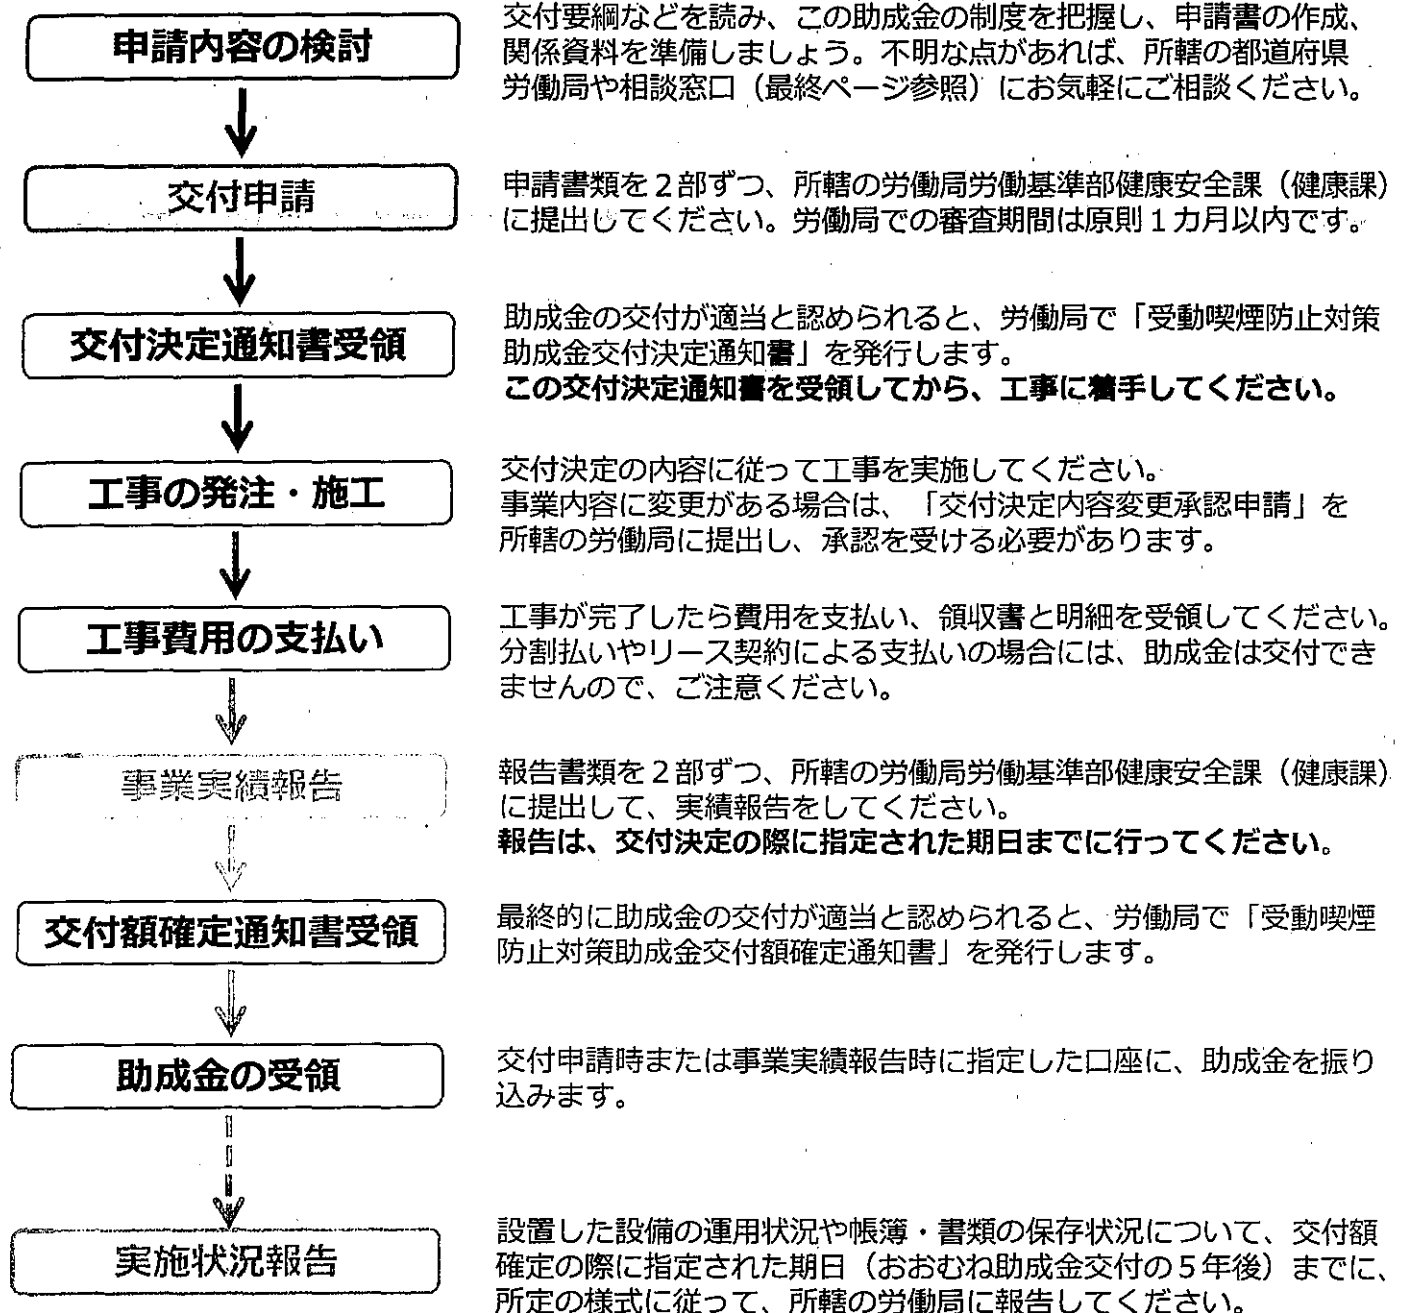 申請内容の検討
交付要綱などを読み、この助成金の制度を把握し、申請書の作成、
関係資料を準備しましょう。不明な点があれば、所轄の都道府県
労働局や相談窓口（最終ページ参照）にお気軽にご相談ください。
交付申請
申請書類を２部ずつ、所轄の労働局労働基準部健康安全課（健康課）
に提出してください。労働局での審査期間は原則１カ月以内です。
交付決定通知書受領
助成金の交付が適当と認められると、労働局で「受動喫煙防止対策
助成金交付決定通知書」を発行します。
この交付決定通知書を受領してから、工事に着手してください。
工事の発注・施工
交付決定の内容に従って工事を実施してください。
事業内容に変更がある場合は、「交付決定内容変更承認申請」を
所轄の労働局に提出し、承認を受ける必要があります。
工事費用の支払い
工事が完了したら費用を支払い、領収書と明細を受領してください。
分割払いやリース契約による支払いの場合には、助成金は交付でき
ませんので、ご注意ください。
事業実績報告
報告書類を２部ずつ、所轄の労働局労働基準部健康安全課（健康課）
に提出して、実績報告をしてください。
報告は、交付決定の際に指定された期日までに行ってください。
交付額確定通知書受領
最終的に助成金の交付が適当と認められると、労働局で「受動喫煙
防止対策助成金交付額確定通知書」を発行します。
助成金の受領
交付申請時または事業実績報告時に指定した口座に、助成金を振り
込みます。
実施状況報告
設置した設備の運用状況や帳簿・書類の保存状況について、交付額
確定の際に指定された期日（おおむね助成金交付の５年後）までに、
所定の様式に従って、所轄の労働局に報告してください。